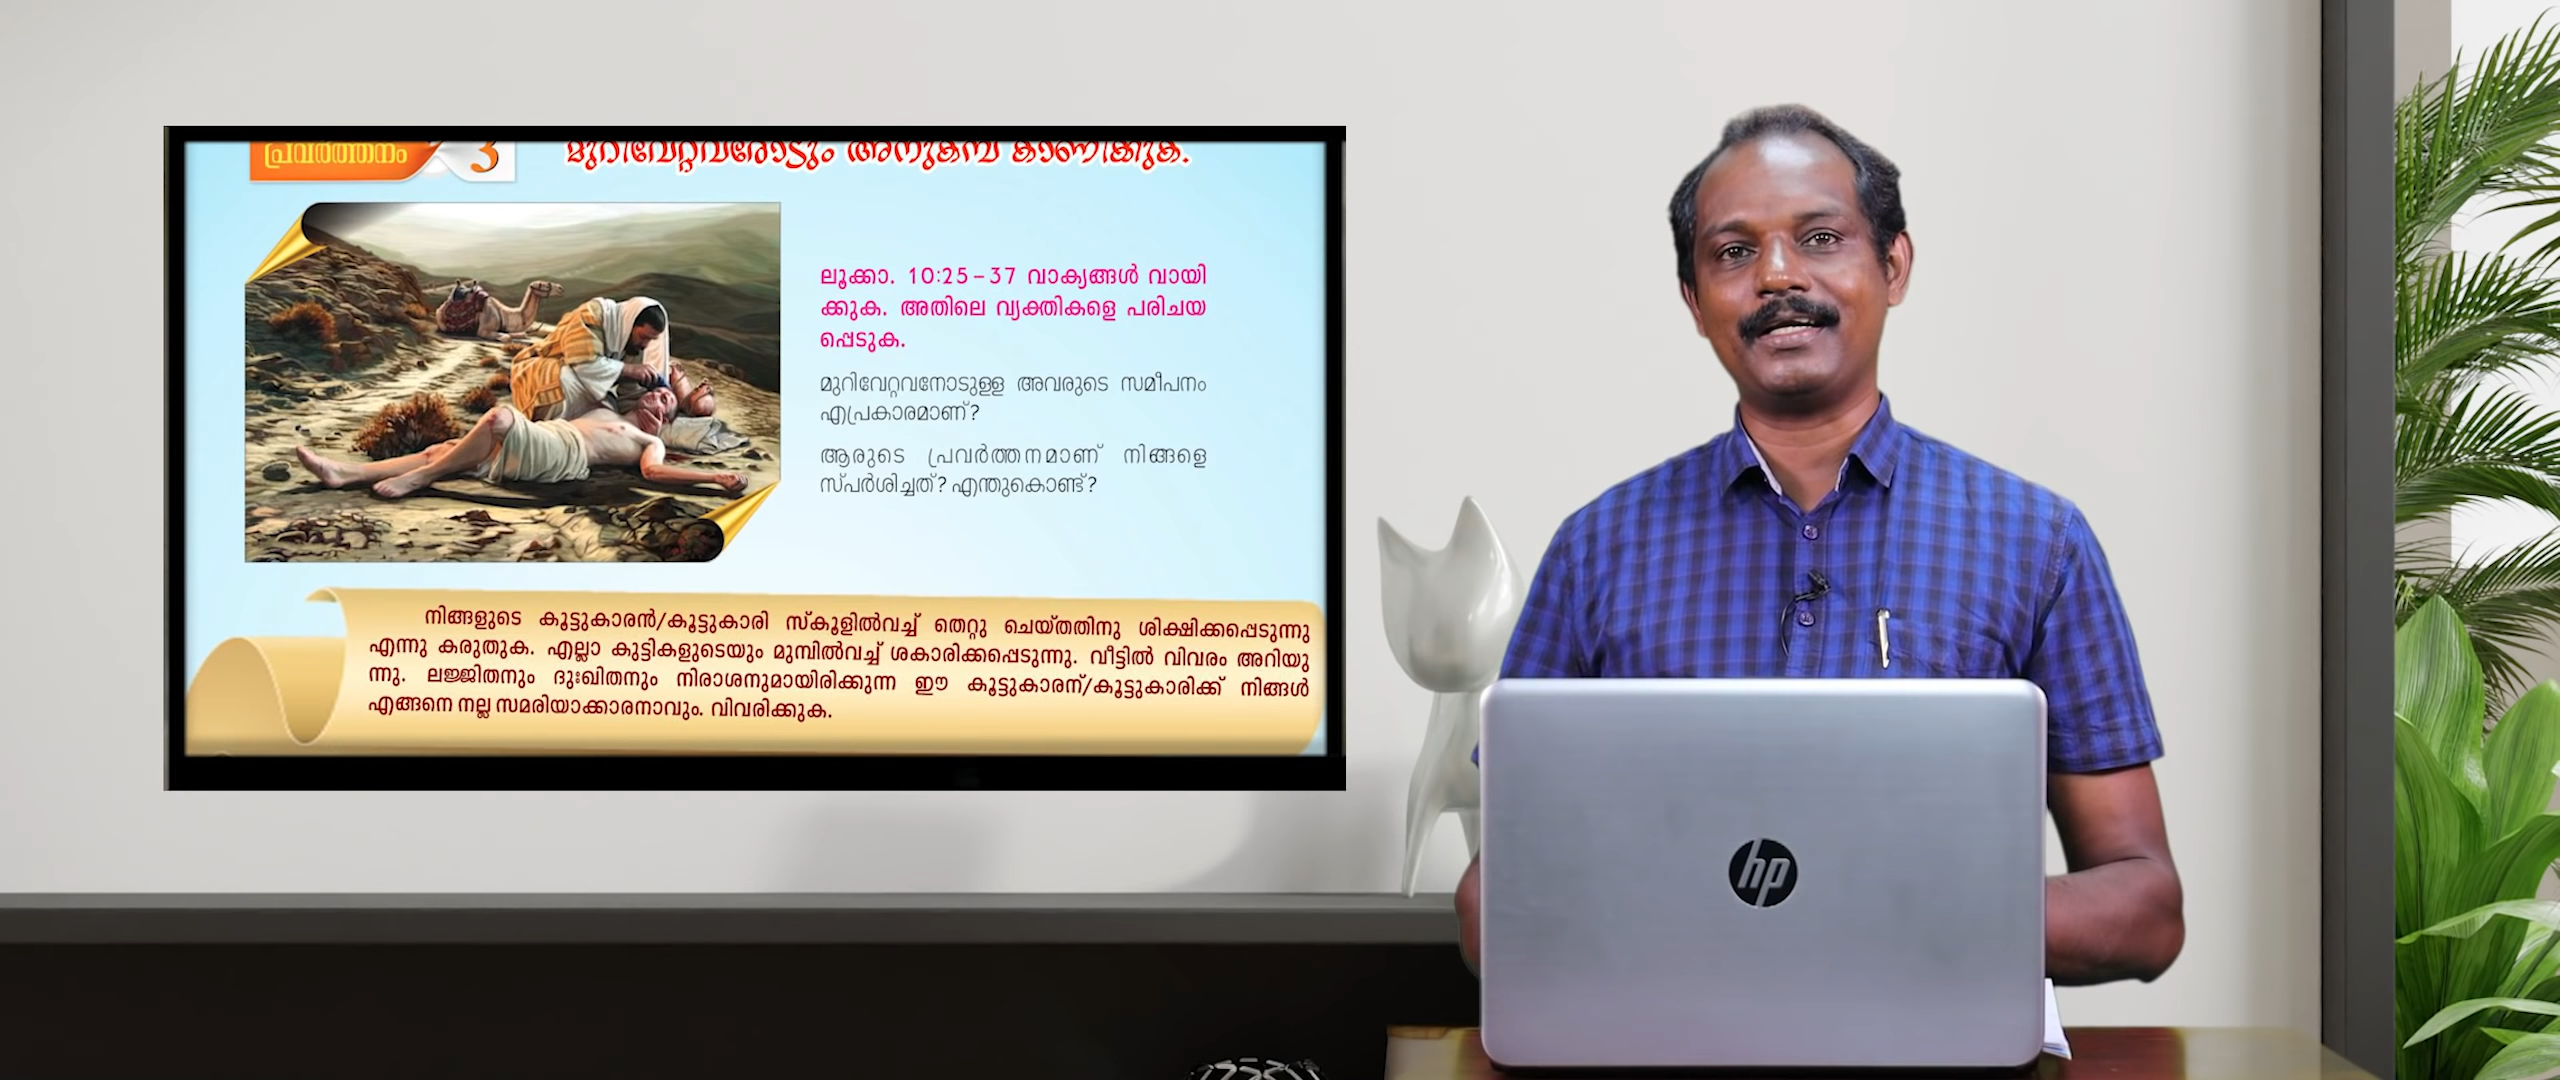 പ്രവർത്തനം 3
മുറിവേറ്റവരോടും അനുകമ്പ കാണിക്കുക.
ലൂക്കാ. 10:25-37 വാക്യങ്ങൾ വായി
ക്കുക. അതിലെ വ്യക്തികളെ പരിചയ
പ്പെടുക.
മുറിവേറ്റവനോടുള്ള അവരുടെ സമീപനം
എപ്രകാരമാണ്?
ആരുടെ പ്രവർത്തനമാണ് നിങ്ങളെ
സ്പർശിച്ചത്? എന്തുകൊണ്ട്?
നിങ്ങളുടെ കൂട്ടുകാരൻ/കൂട്ടുകാരി സ്കൂളിൽവച്ച് തെറ്റു ചെയ്തതിനു ശിക്ഷിക്കപ്പെടുന്നു
എന്നു കരുതുക. എല്ലാ കുട്ടികളുടെയും മുമ്പിൽവച്ച് ശകാരിക്കപ്പെടുന്നു. വീട്ടിൽ വിവരം അറിയു
ന്നു. ലജ്ജിതനും ദുഃഖിതനും നിരാശനുമായിരിക്കുന്ന ഈ കൂട്ടുകാരന്/കൂട്ടുകാരിക്ക് നിങ്ങൾ
എങ്ങനെ നല്ല സമരിയാക്കാരനാവും. വിവരിക്കുക.
hp